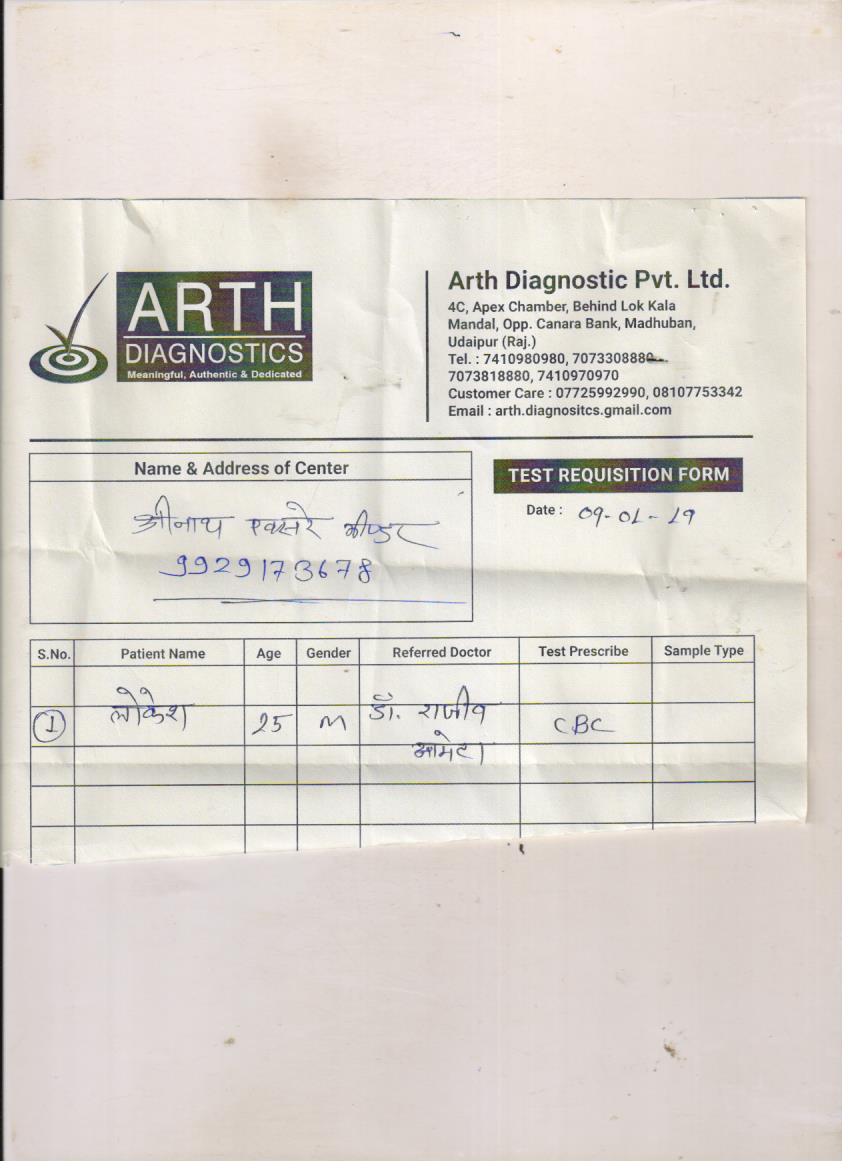 ARTH
DIAGNOSTICS
Meaningful, Authentic & Dedicated
Arth Diagnostic Pvt. Ltd.
4C, Apex Chamber, Behind Lok Kala
Mandal, Opp. Canara Bank, Madhuban,
Udaipur (Raj.)
Tel. : 7410980980, 7073308880
7073818880, 7410970970
Customer Care : 07725992990, 08107753342
Email : arth.diagnositcs.gmail.com
Name & Address of Center
TEST REQUISITION FORM
Date : 09-01-19
श्रीनाथ एक्सरे भीण्डर
9929173678
S.No. Patient Name Age Gender Referred Doctor Test Prescribe Sample Type
1 लोकेश 25 M डॉ. राजीव CBC
आमेटा